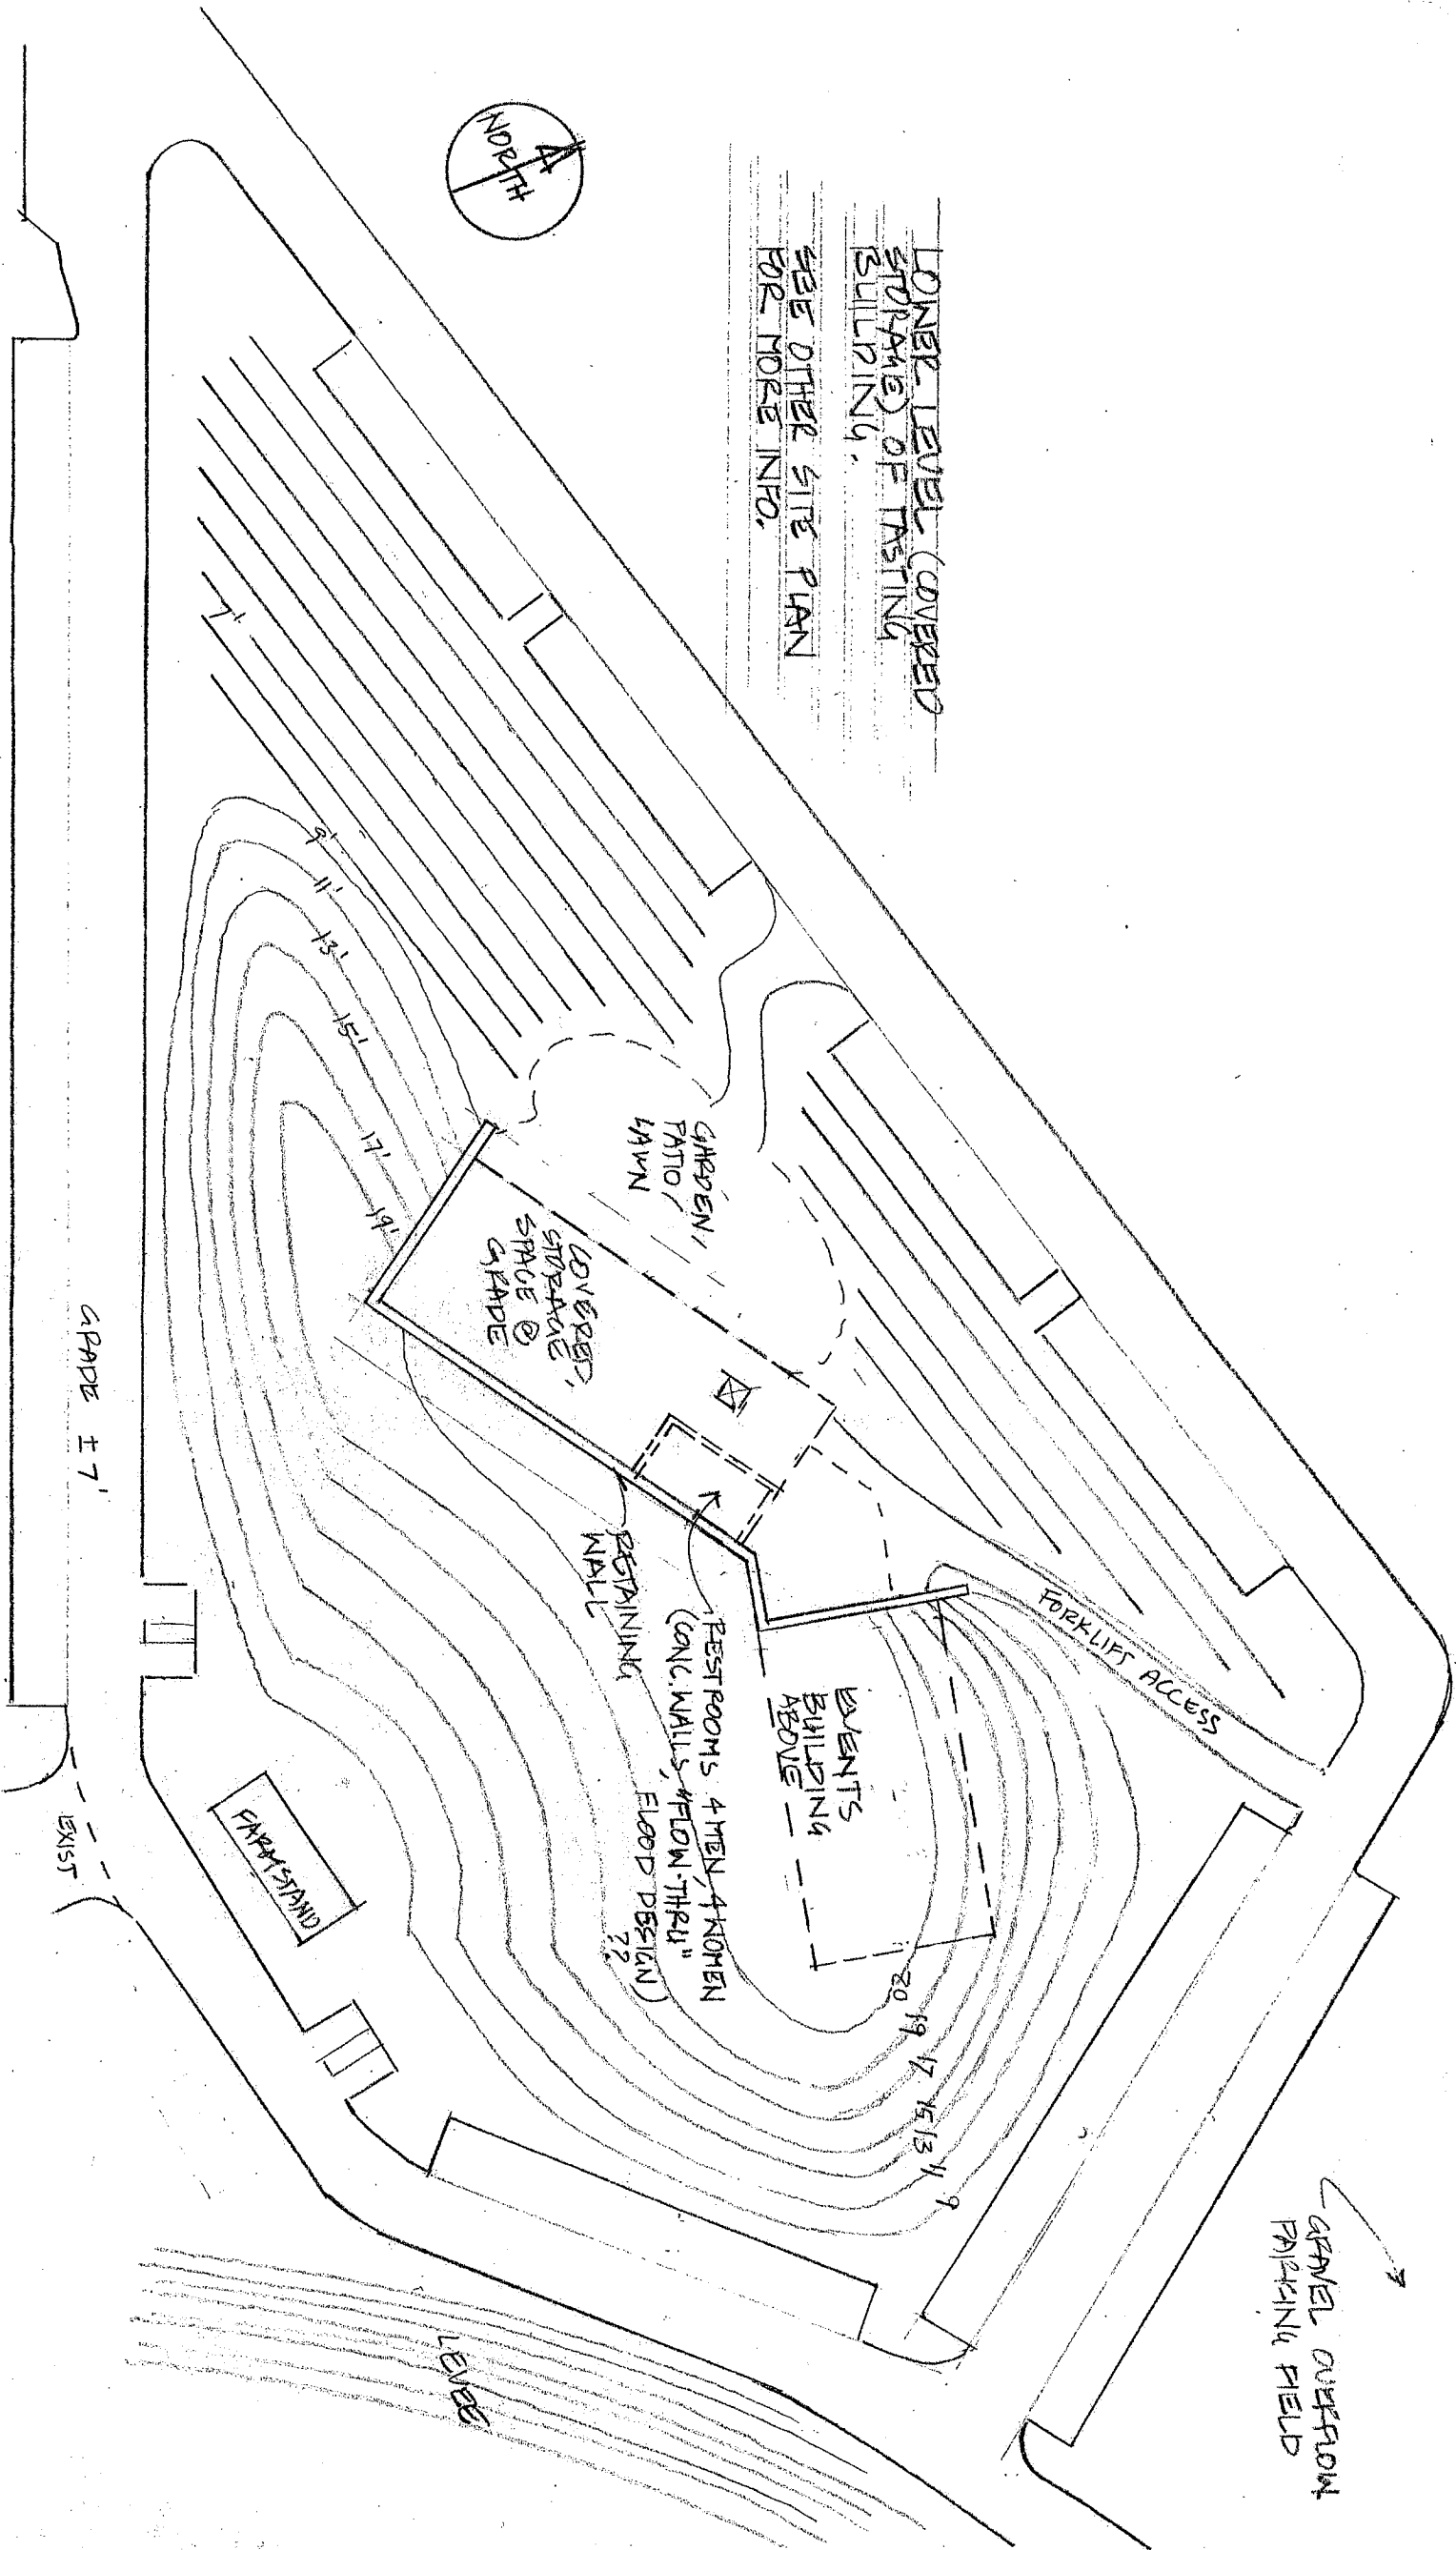 LOWER LEVEL (COVERED
STORAGE) OF TASTING
BUILDING.
SEE OTHER SITE PLAN
FOR MORE INFO.
NORTH
GRAVEL OVERFLOW
PARKING FIELD
FORKLIFT ACCESS
GARDEN/
PATIO/
LAWN
COVERED
STORAGE
SPACE @
GRADE
EVENTS
BUILDING
ABOVE
RESTROOMS 4 MEN, 4 WOMEN
(CONC. WALLS, "FLOW-THRU"
FLOOD DESIGN)
??
RETAINING
WALL
7'
9'
11'
13'
15'
17'
19'
20
19
17
15
13
11
9
FARMSTAND
LEVEE
EXIST
GRADE ± 7'